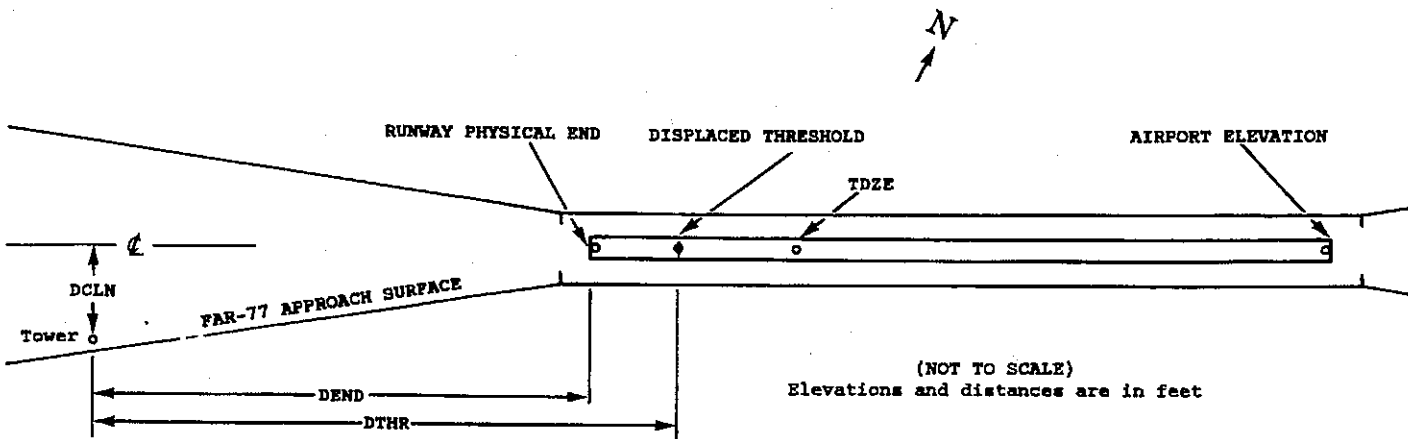 N
RUNWAY PHYSICAL END
DISPLACED THRESHOLD
AIRPORT ELEVATION
TDZE
℄
DCLN
FAR-77 APPROACH SURFACE
Tower
(NOT TO SCALE)
Elevations and distances are in feet
DEND
DTHR